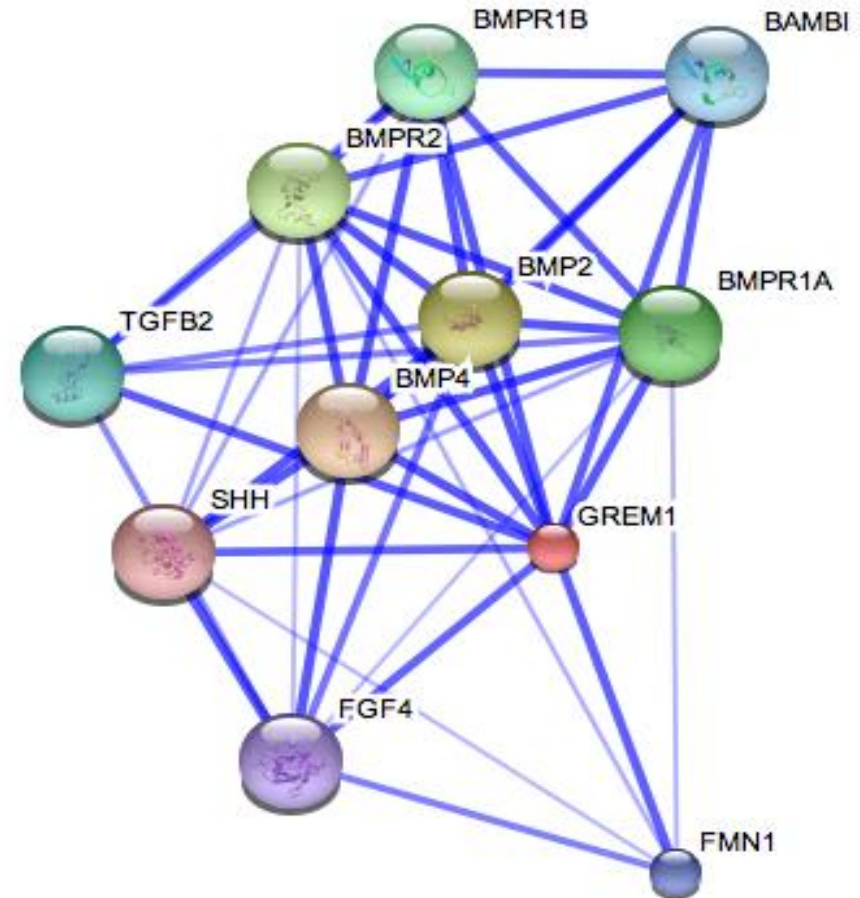 BMPR1B
BAMBI
BMPR2
BMP2
BMPR1A
TGFB2
BMP4
SHH
GREM1
FGF4
FMN1